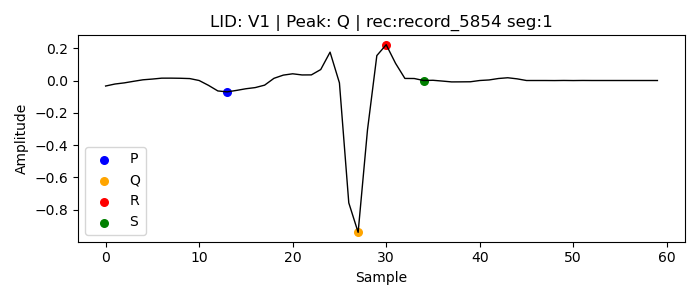 LID: V1 | Peak: Q | rec:record_5854 seg:1
Amplitude
0.2
0.0
−0.2
−0.4
−0.6
−0.8
P
Q
R
S
0 10 20 30 40 50 60
Sample